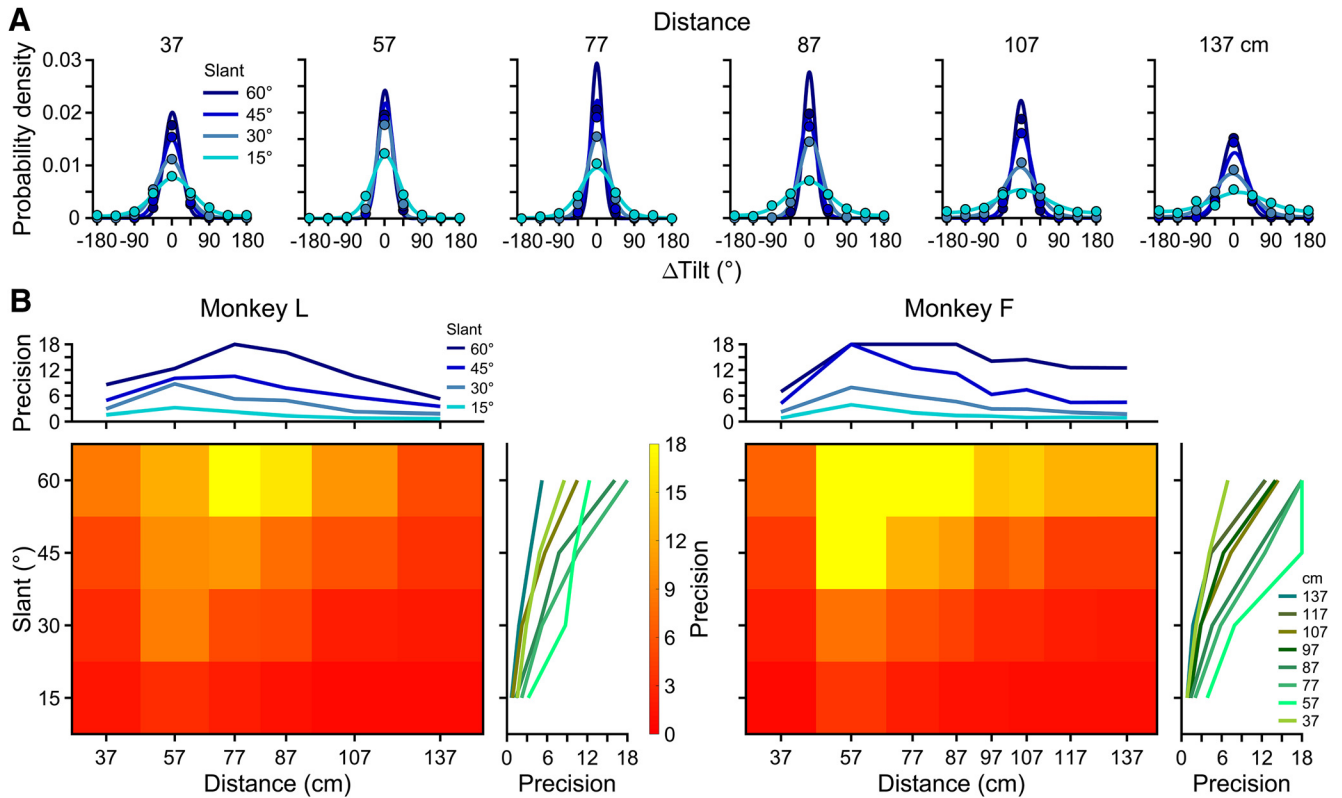 A
Distance
37 57 77 87 107 137 cm
Probability density
0.03
0.02
0.01
0
Slant
60°
45°
30°
15°
-180 -90 0 90 180 -180 -90 0 90 180 -180 -90 0 90 180 -180 -90 0 90 180 -180 -90 0 90 180 -180 -90 0 90 180
ΔTilt (°)
B
Monkey L
Precision
18
12
6
3
0
Slant
60°
45°
30°
15°
Slant (°)
60
45
30
15
37 57 77 87 107 137
Distance (cm)
0 6 12 18
Precision
18
15
12
9
6
3
0
Precision
Monkey F
18
12
6
3
0
37 57 77 87 97 107 117 137
Distance (cm)
cm
137
117
107
97
87
77
57
37
0 6 12 18
Precision